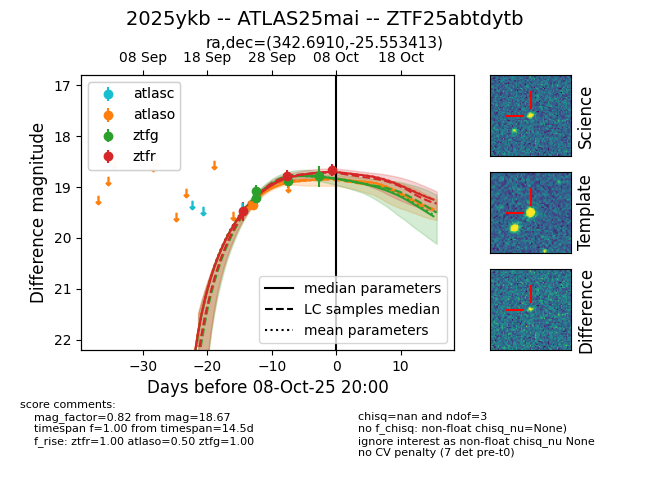 2025ykb -- ATLAS25mai -- ZTF25abtdytb
ra,dec=(342.6910,-25.553413)
08 Sep 18 Sep 28 Sep 08 Oct 18 Oct
17
18
19
20
21
22
Difference magnitude
atlasc
atlaso
ztfg
ztfr
median parameters
LC samples median
mean parameters
−30 −20 −10 0 10
Days before 08-Oct-25 20:00
Science
Template
Difference
score comments:
mag_factor=0.82 from mag=18.67
timespan f=1.00 from timespan=14.5d
f_rise: ztfr=1.00 atlaso=0.50 ztfg=1.00
chisq=nan and ndof=3
no f_chisq: non-float chisq_nu=None)
ignore interest as non-float chisq_nu None
no CV penalty (7 det pre-t0)